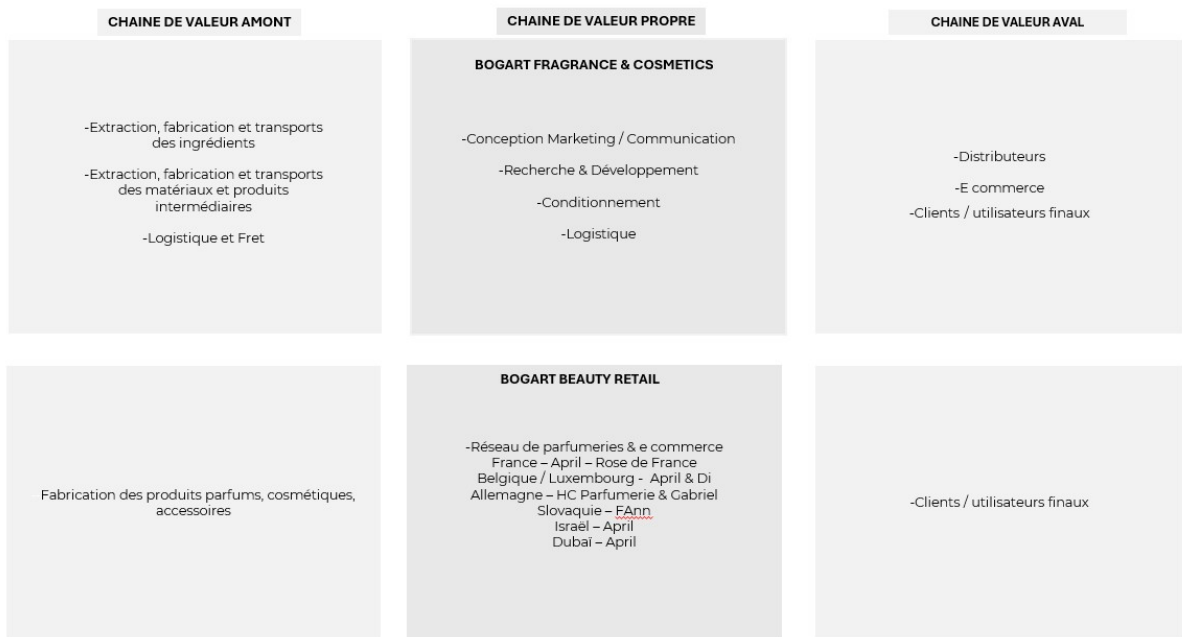 CHAINE DE VALEUR AMONT
CHAINE DE VALEUR PROPRE
CHAINE DE VALEUR AVAL
-Extraction, fabrication et transports
des ingrédients
-Extraction, fabrication et transports
des matériaux et produits
intermédiaires
-Logistique et Fret
BOGART FRAGRANCE & COSMETICS
-Conception Marketing / Communication
-Recherche & Développement
-Conditionnement
-Logistique
-Distributeurs
-E commerce
-Clients / utilisateurs finaux
Fabrication des produits parfums, cosmétiques,
accessoires
BOGART BEAUTY RETAIL
-Réseau de parfumeries & e commerce
France – April – Rose de France
Belgique / Luxembourg - April & Di
Allemagne – HC Parfumerie & Gabriel
Slovaquie – FAnn
Israël – April
Dubaï – April
-Clients / utilisateurs finaux